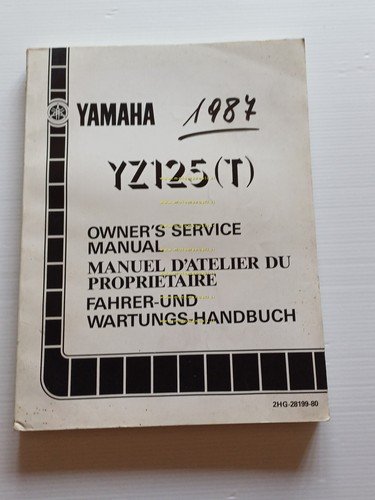 YAMAHA
1987
YZ125(T)
OWNER'S SERVICE
MANUAL
MANUEL D'ATELIER DU
PROPRIETAIRE
FAHRER-UND
WARTUNGS-HANDBUCH
2HG-28199-80